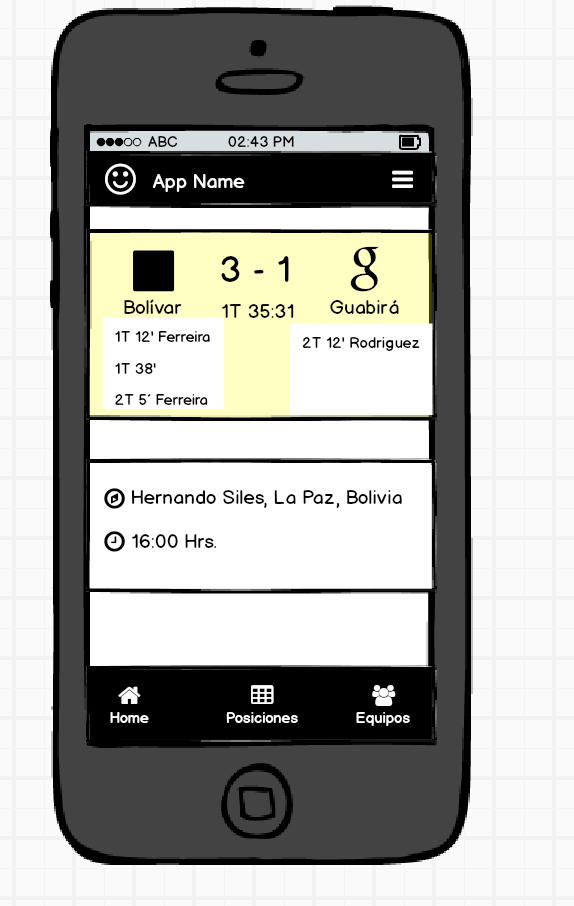 ABC 02:43 PM
App Name
3 - 1
g
Bolívar 1T 35:31 Guabirá
1T 12' Ferreira
2T 12' Rodriguez
1T 38'
2T 5´ Ferreira
Hernando Siles, La Paz, Bolivia
16:00 Hrs.
Home Posiciones Equipos